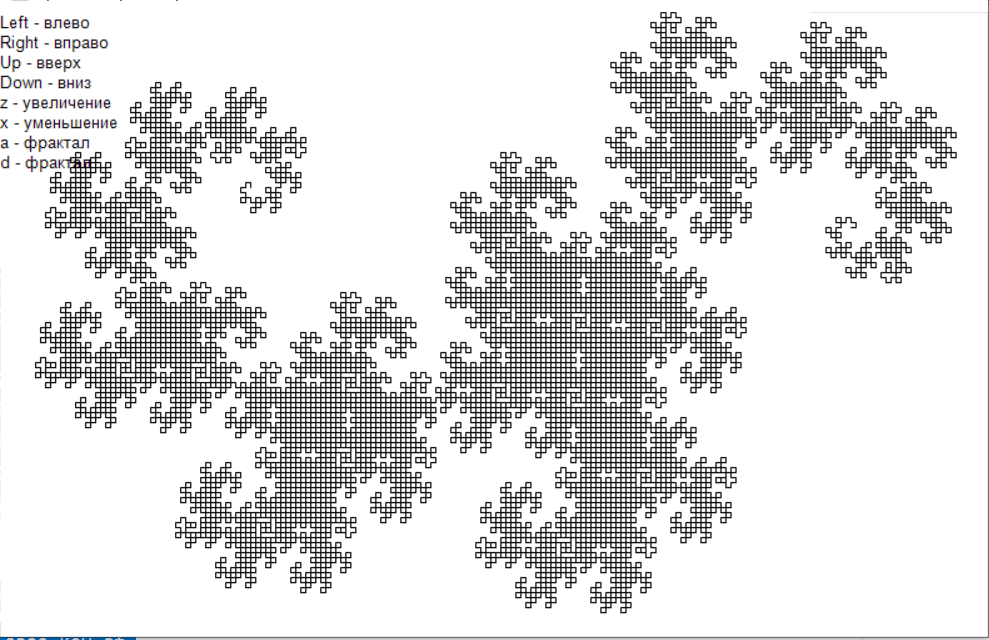 Left - влево
Right - вправо
Up - вверх
Down - вниз
z - увеличение
x - уменьшение
a - фрактал
d - фрактал